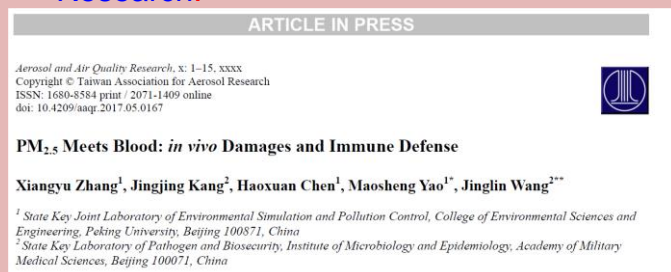 Research.
ARTICLE IN PRESS
Aerosol and Air Quality Research, x: 1–15, xxxx
Copyright © Taiwan Association for Aerosol Research
ISSN: 1680-8584 print / 2071-1409 online
doi: 10.4209/aaqr.2017.05.0167
PM2.5 Meets Blood: in vivo Damages and Immune Defense
Xiangyu Zhang1, Jingjing Kang2, Haoxuan Chen1, Maosheng Yao1*, Jinglin Wang2**
1 State Key Joint Laboratory of Environmental Simulation and Pollution Control, College of Environmental Sciences and
Engineering, Peking University, Beijing 100871, China
2 State Key Laboratory of Pathogen and Biosecurity, Institute of Microbiology and Epidemiology, Academy of Military
Medical Sciences, Beijing 100071, China